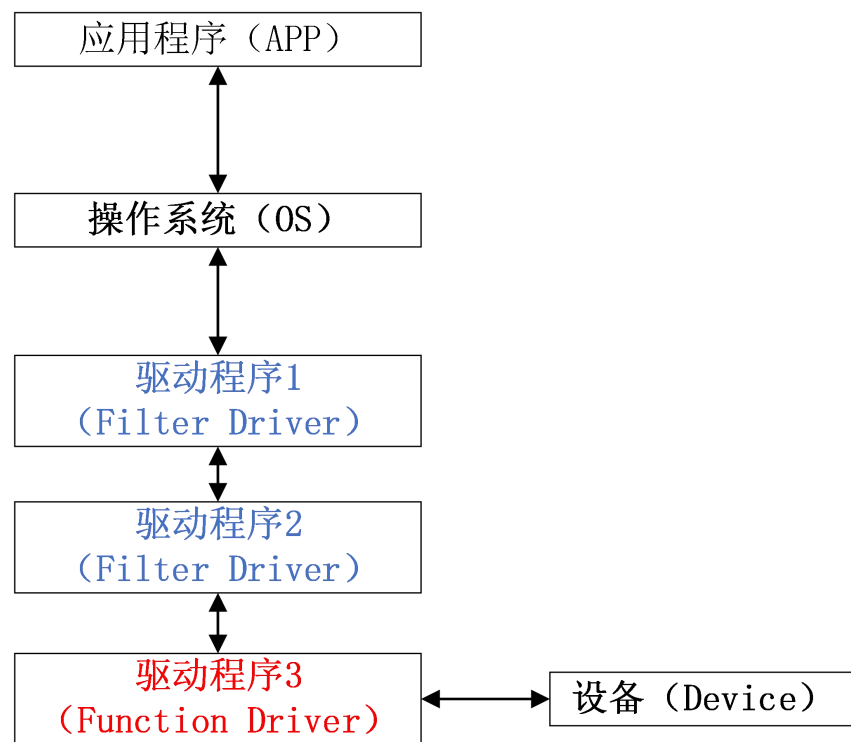 应用程序（APP）
操作系统（OS）
驱动程序1
（Filter Driver）
驱动程序2
（Filter Driver）
驱动程序3
（Function Driver）
设备（Device）